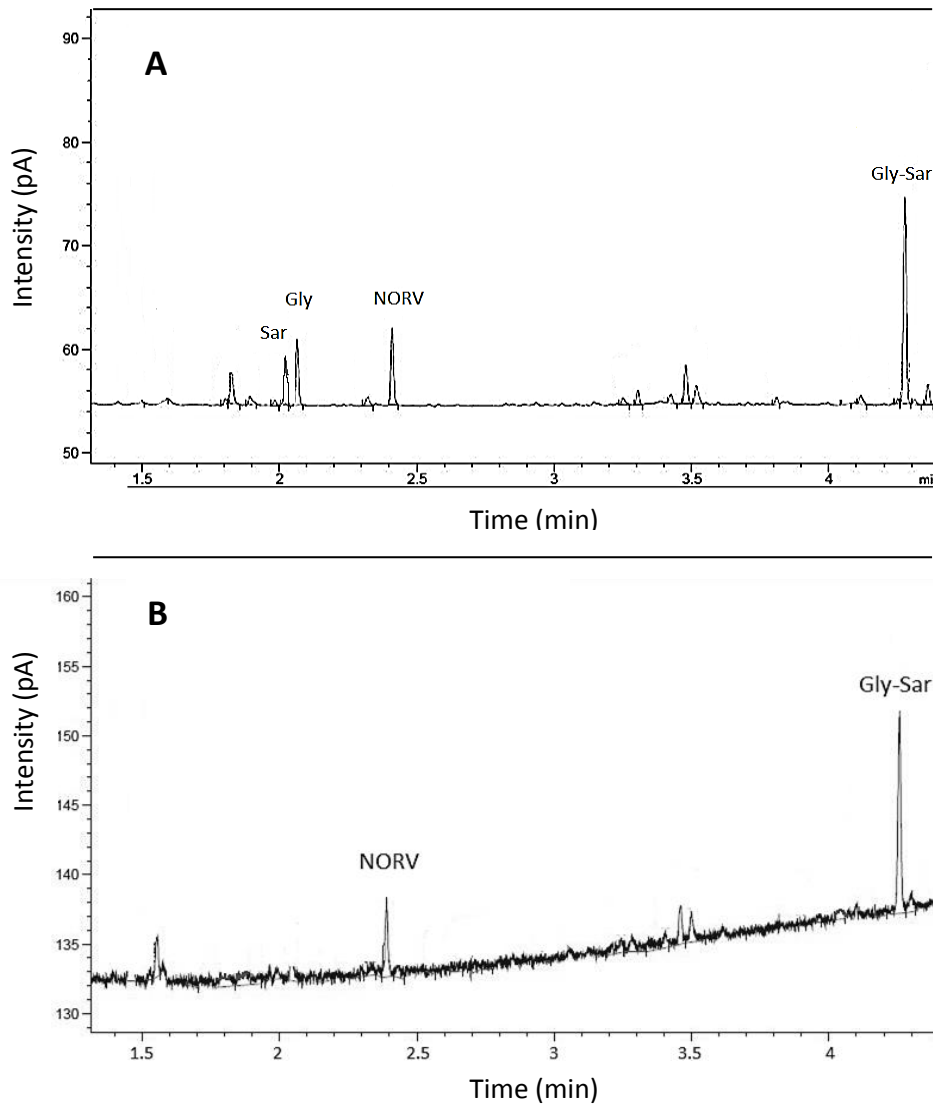 A
90
80
70
60
50
Intensity (pA)
Sar
Gly
NORV
Gly-Sar
1.5 2 2.5 3 3.5 4 mi
Time (min)
B
160
155
150
145
140
135
130
Intensity (pA)
NORV
Gly-Sar
1.5 2 2.5 3 3.5 4
Time (min)